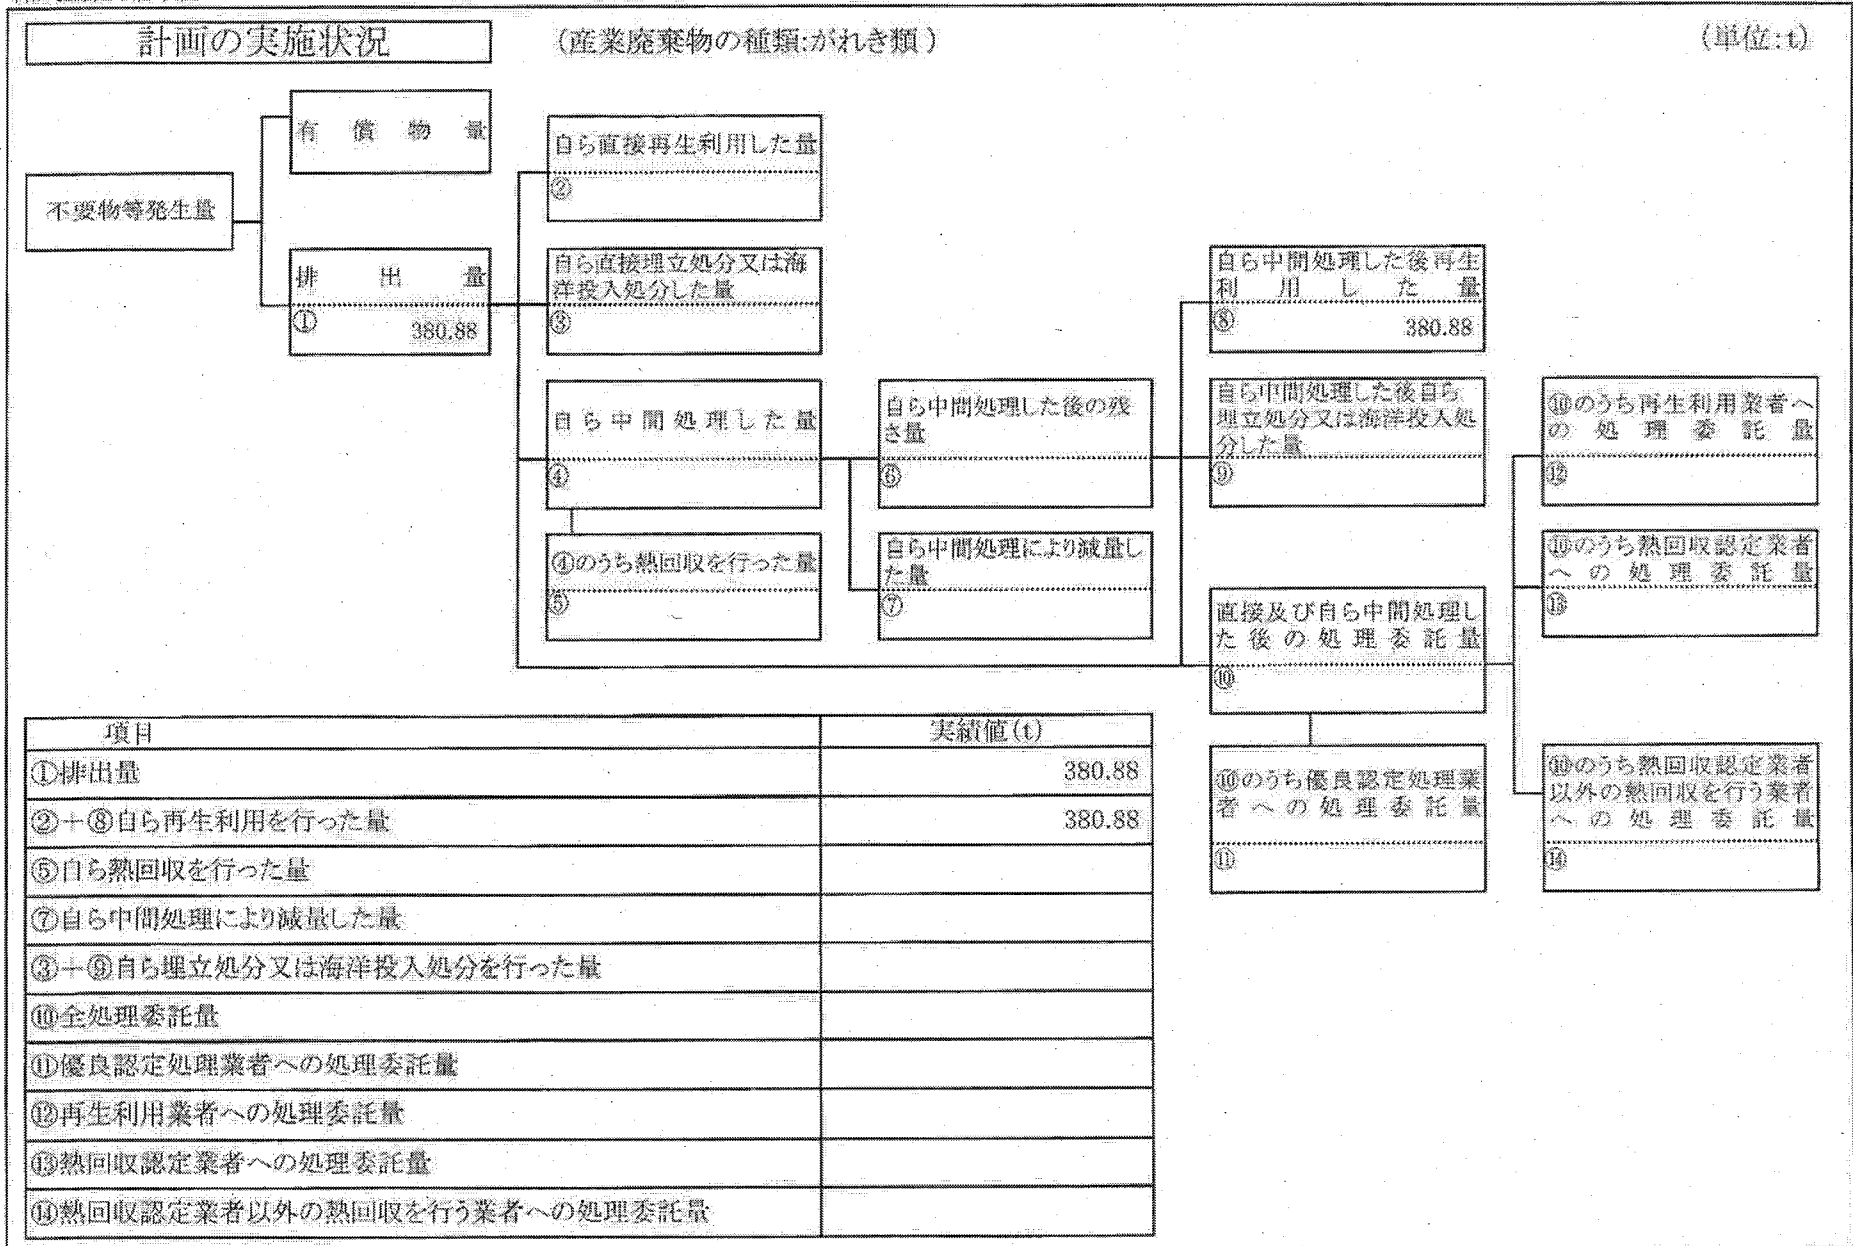 計画の実施状況
(産業廃棄物の種類:がれき類)
(単位:t)
有償物量
不要物等発生量
排出量
①
380.88
自ら直接再生利用した量
②
自ら直接埋立処分又は海
洋投入処分した量
③
自ら中間処理した量
④
④のうち熱回収を行った量
⑤
自ら中間処理した後の残
さ量
⑥
自ら中間処理により減量し
た量
⑦
自ら中間処理した後再生
利用した量
⑧
380.88
自ら中間処理した後自ら
埋立処分又は海洋投入処
分した量
⑨
直接及び自ら中間処理し
た後の処理委託量
⑩
⑩のうち優良認定処理業
者への処理委託量
⑪
⑩のうち再生利用業者へ
の処理委託量
⑫
⑩のうち熱回収認定業者
への処理委託量
⑬
⑩のうち熱回収認定業者
以外の熱回収を行う業者
への処理委託量
⑭
項目 実績値(t)
①排出量 380.88
②+⑧自ら再生利用を行った量 380.88
⑤自ら熱回収を行った量
⑦自ら中間処理により減量した量
③+⑨自ら埋立処分又は海洋投入処分を行った量
⑩全処理委託量
⑪優良認定処理業者への処理委託量
⑫再生利用業者への処理委託量
⑬熱回収認定業者への処理委託量
⑭熱回収認定業者以外の熱回収を行う業者への処理委託量